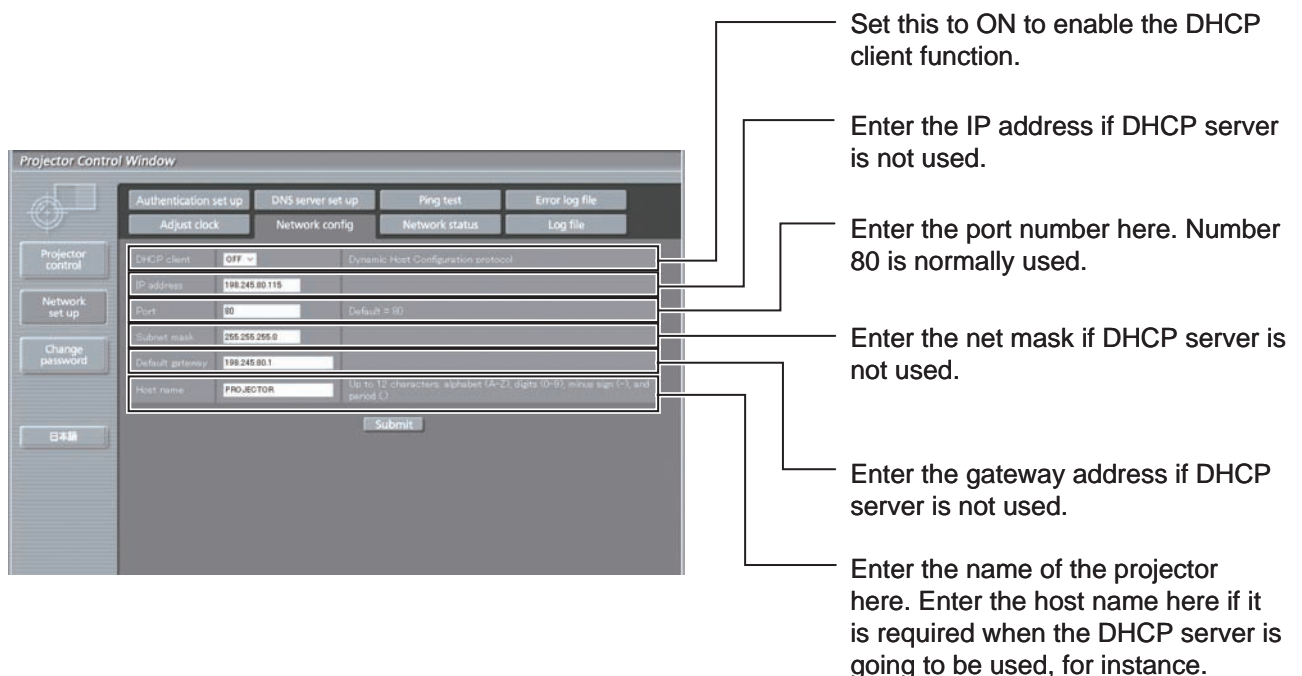 Set this to ON to enable the DHCP
client function.
Enter the IP address if DHCP server
is not used.
Enter the port number here. Number
80 is normally used.
Enter the net mask if DHCP server is
not used.
Enter the gateway address if DHCP
server is not used.
Enter the name of the projector
here. Enter the host name here if it
is required when the DHCP server is
going to be used, for instance.
Projector Control Window
Authentication set up DNS server set up Ping test Error log file
Adjust clock Network config Network status Log file
Projector
control
Network
set up
Change
password
日本語
DHCP client OFF Dynamic Host Configuration protocol
IP address 198.245.80.115
Port 80 Default = 80
Subnet mask 255.255.255.0
Default gateway 198.245.80.1
Host name PROJECTOR Up to 12 characters: alphabet (A-Z), digits (0-9), minus sign (-), and
period (.)
Submit